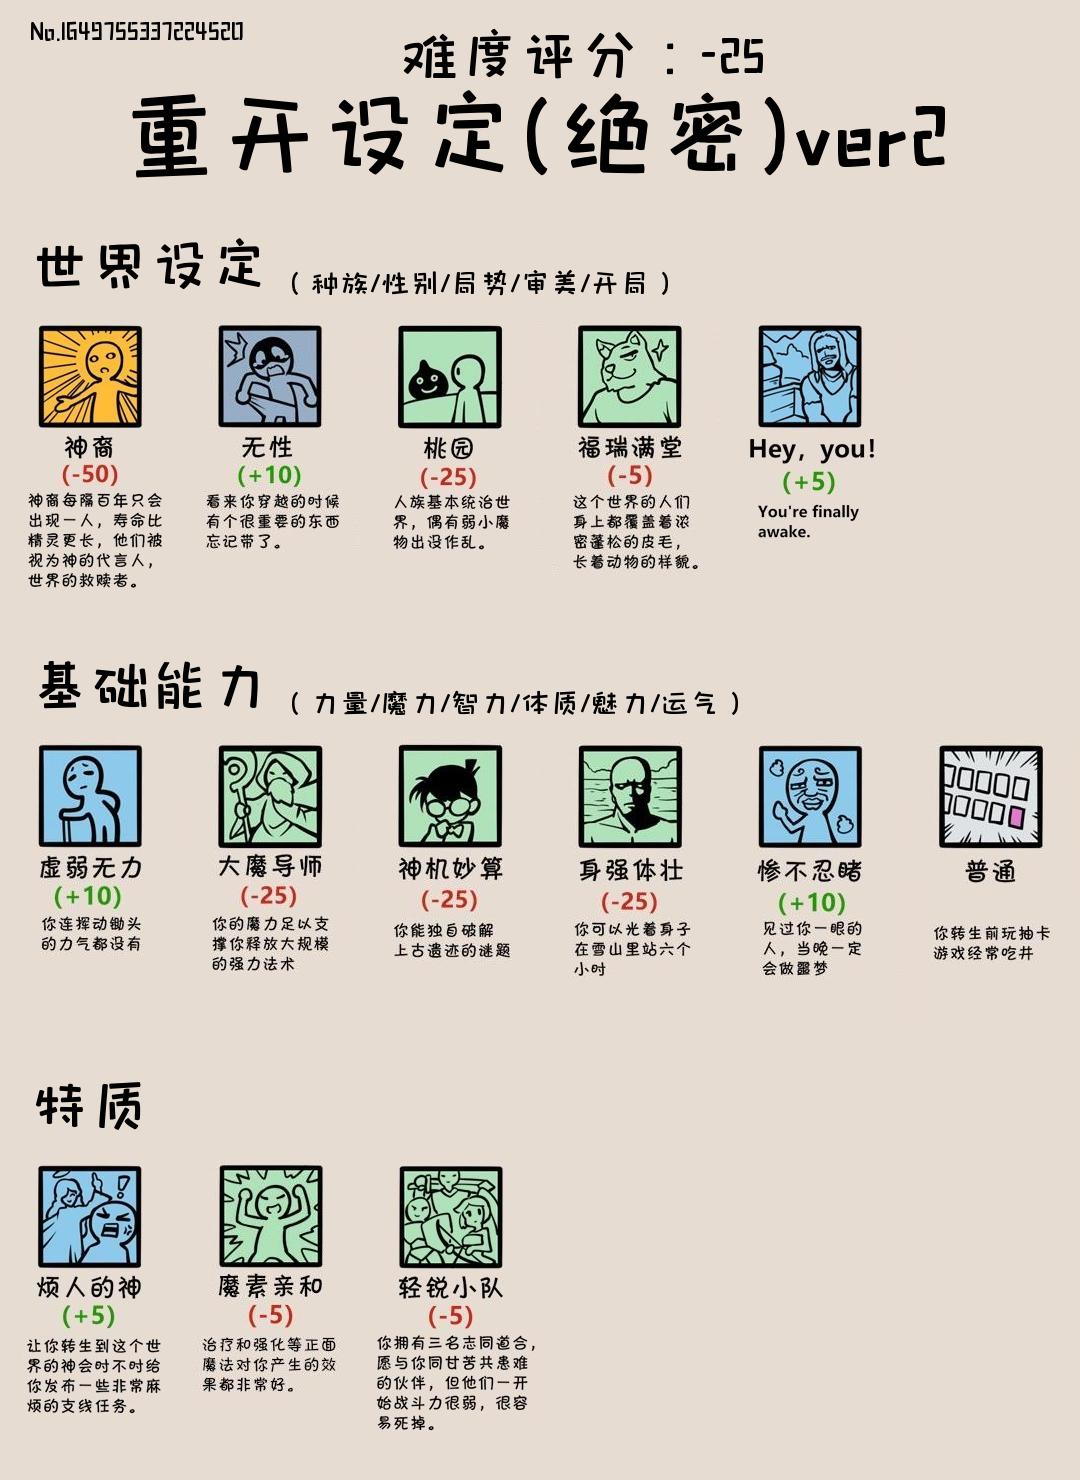 No.1649755337224520
难度评分：-25
重开设定(绝密)ver2
世界设定（种族/性别/局势/审美/开局）
神裔
(-50)
神裔每隔百年只会
出现一人，寿命比
精灵更长，他们被
视为神的代言人，
世界的救赎者。
无性
(+10)
看来你穿越的时候
有个很重要的东西
忘记带了。
桃园
(-25)
人族基本统治世
界，偶有弱小魔
物出没作乱。
福瑞满堂
(-5)
这个世界的人们
身上都覆盖着浓
密蓬松的皮毛，
长着动物的样貌。
Hey, you!
(+5)
You're finally
awake.
基础能力（力量/魔力/智力/体质/魅力/运气）
虚弱无力
(+10)
你连挥动锄头
的力气都没有
大魔导师
(-25)
你的魔力足以支
撑你释放大规模
的强力法术
神机妙算
(-25)
你能独自破解
上古遗迹的谜题
身强体壮
(-25)
你可以光着身子
在雪山里站六个
小时
惨不忍睹
(+10)
见过你一眼的
人，当晚一定
会做噩梦
普通
你转生前玩抽卡
游戏经常吃井
特质
烦人的神
(+5)
让你转生到这个世
界的神会时不时给
你发布一些非常麻
烦的支线任务。
魔素亲和
(-5)
治疗和强化等正面
魔法对你产生的效
果都非常好。
轻锐小队
(-5)
你拥有三名志同道合，
愿与你同甘苦共患难
的伙伴，但他们一开
始战斗力很弱，很容
易死掉。